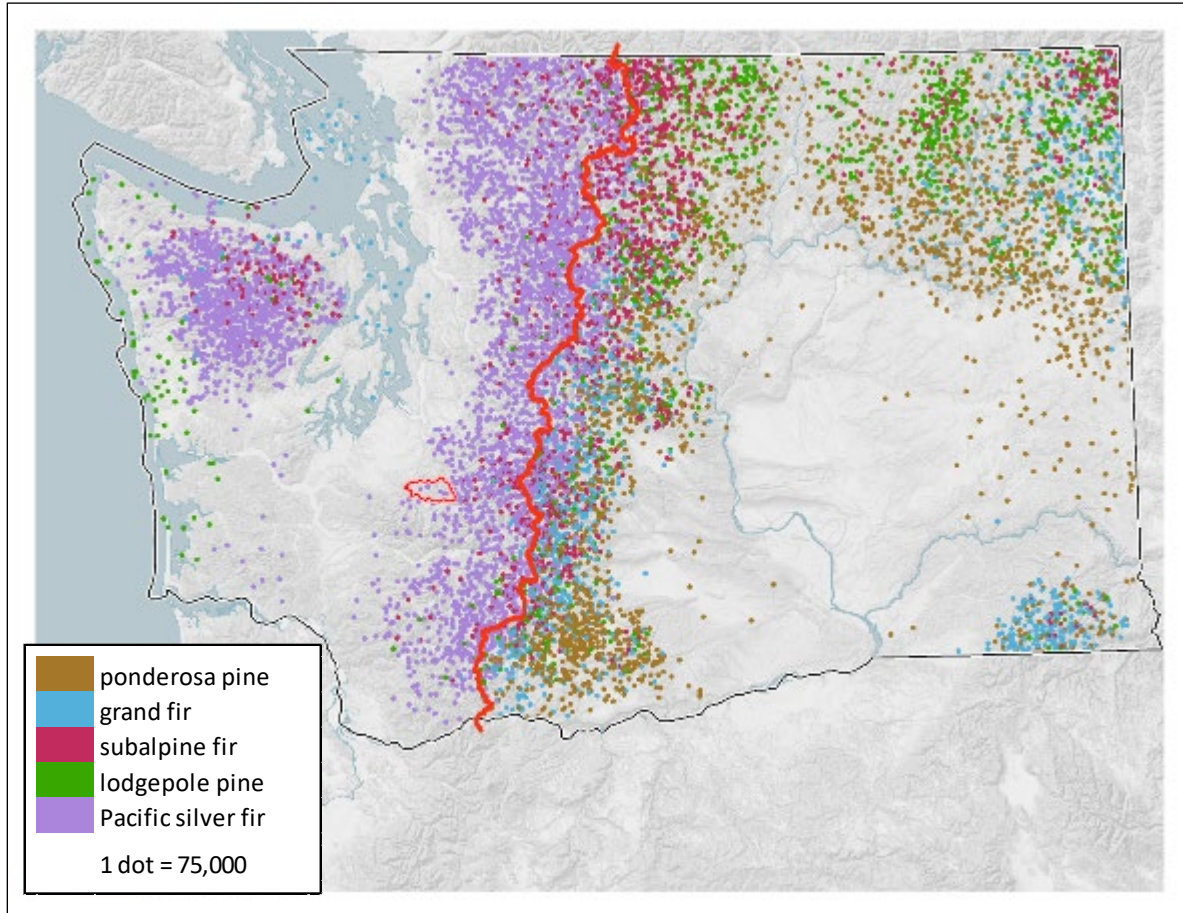 ponderosa pine
grand fir
subalpine fir
lodgepole pine
Pacific silver fir
1 dot = 75,000